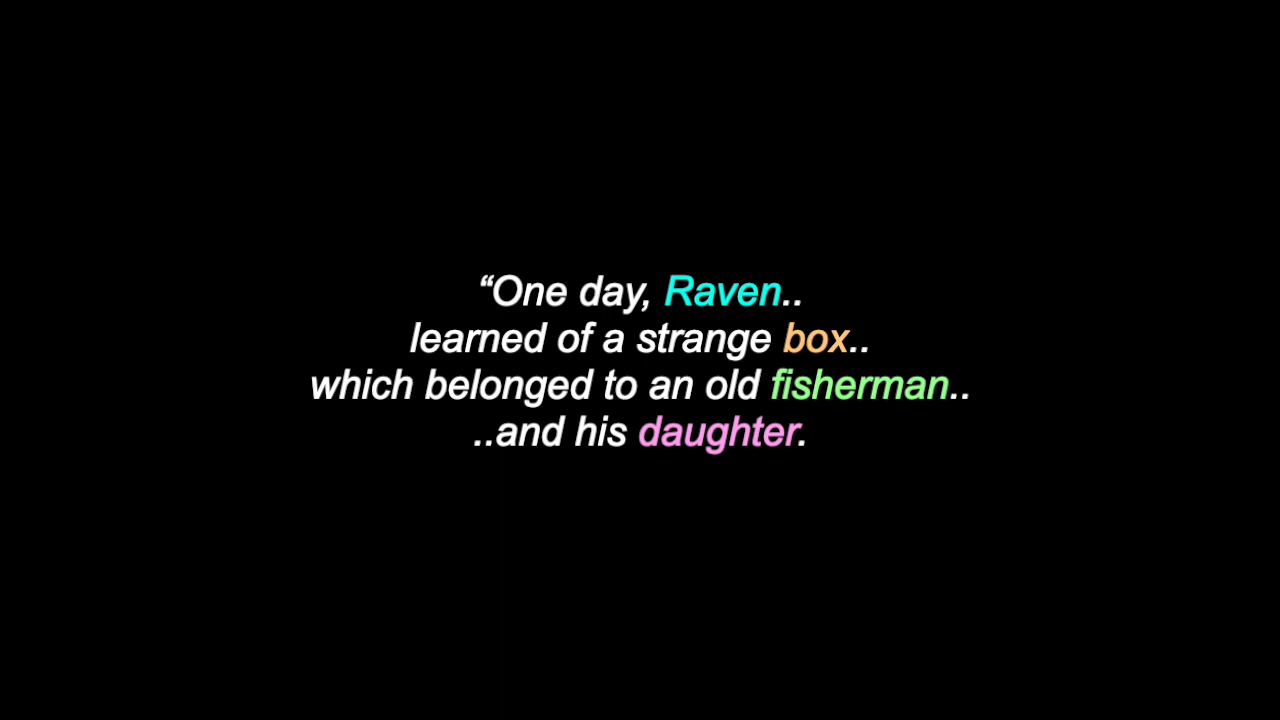 “One day, Raven..
learned of a strange box..
which belonged to an old fisherman..
..and his daughter.